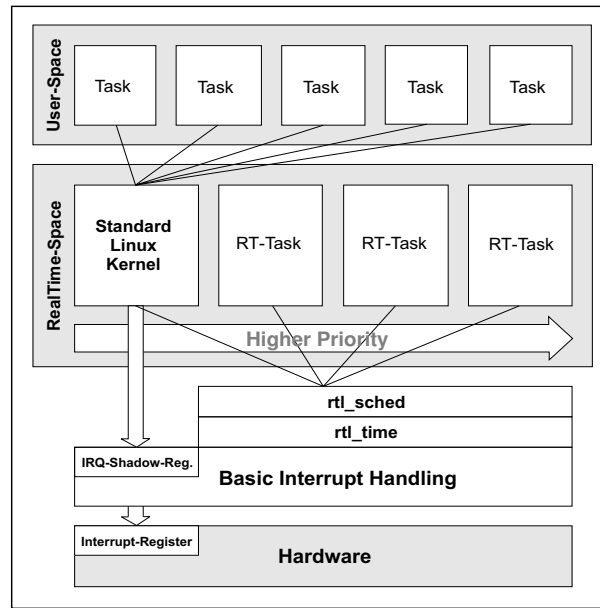 User-Space
Task
Task
Task
Task
Task
RealTime-Space
Standard
Linux
Kernel
RT-Task
RT-Task
RT-Task
Higher Priority
rtl_sched
rtl_time
IRQ-Shadow-Reg.
Basic Interrupt Handling
Interrupt-Register
Hardware